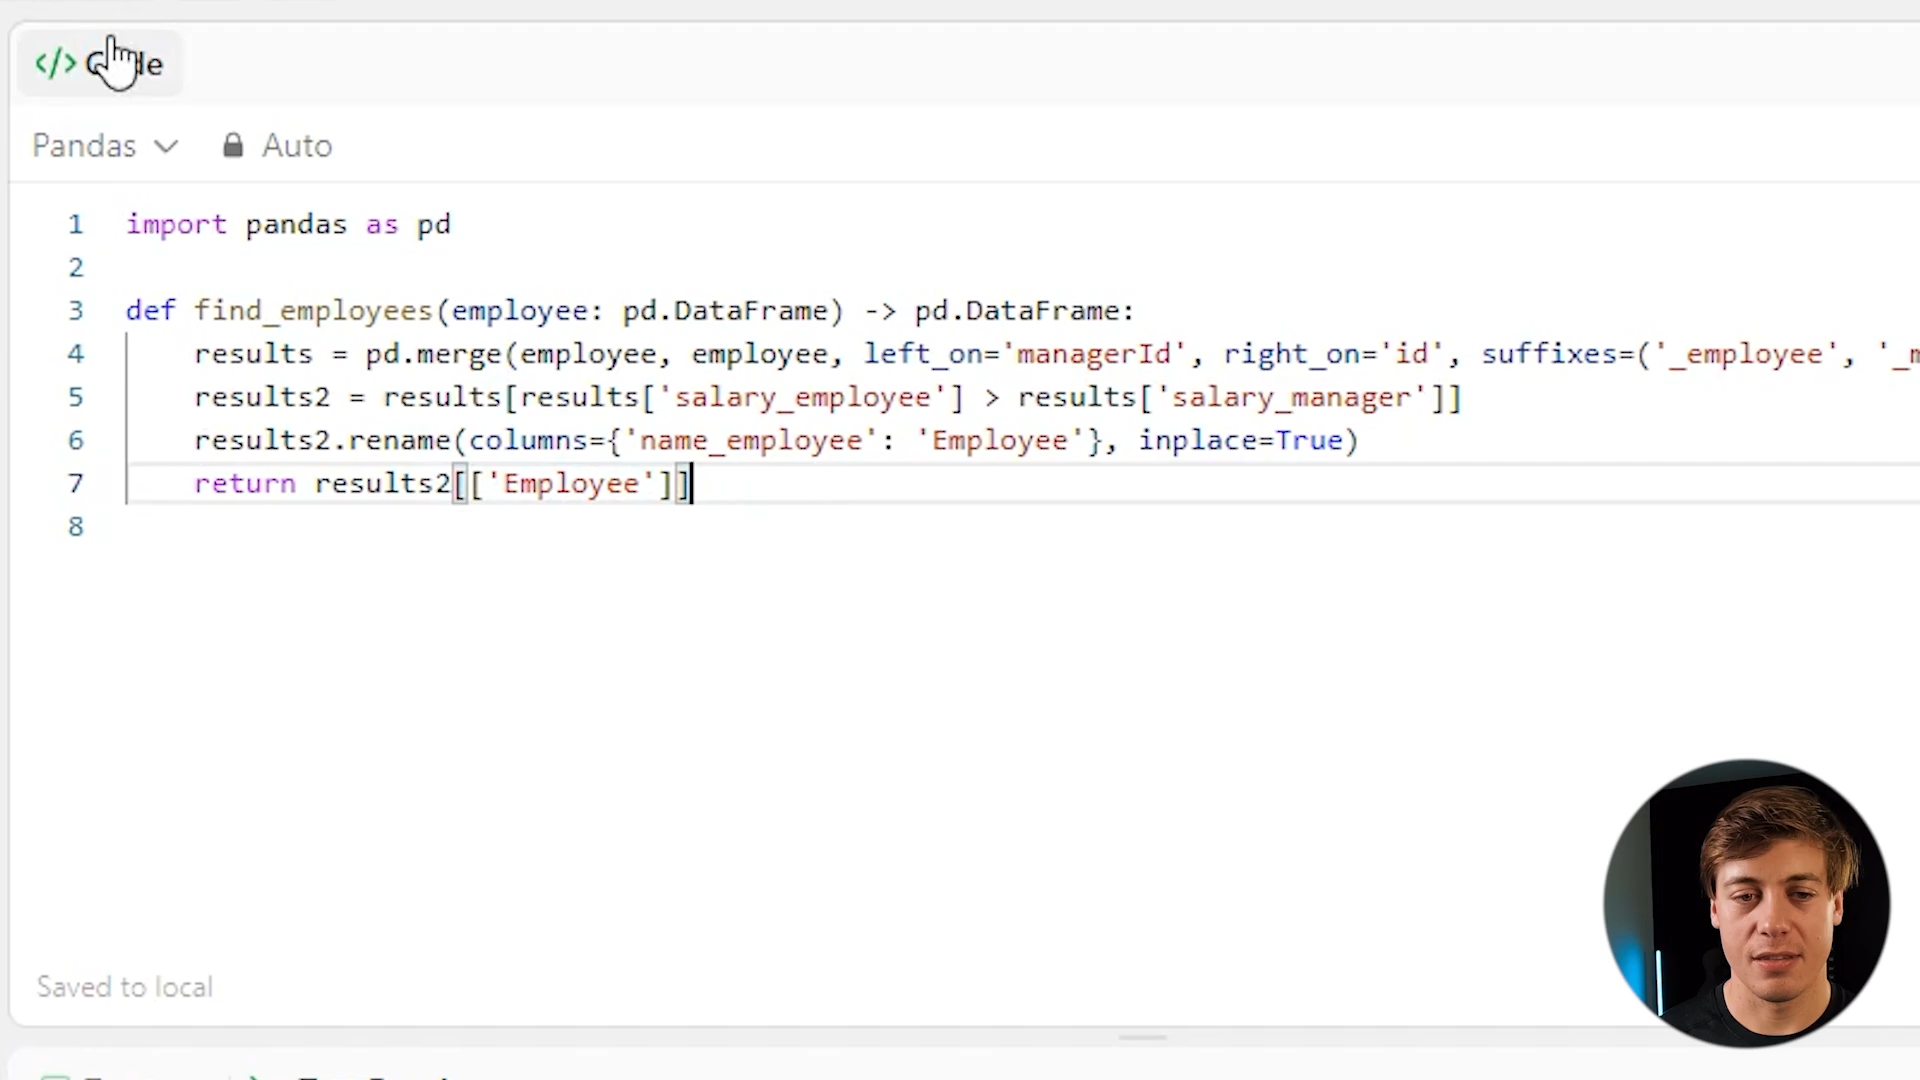 </> Code
Pandas Auto
1 import pandas as pd
2
3 def find_employees(employee: pd.DataFrame) -> pd.DataFrame:
4 results = pd.merge(employee, employee, left_on='managerId', right_on='id', suffixes=('_employee', '_m
5 results2 = results[results['salary_employee'] > results['salary_manager']]
6 results2.rename(columns={'name_employee': 'Employee'}, inplace=True)
7 return results2[['Employee']]
8
Saved to local